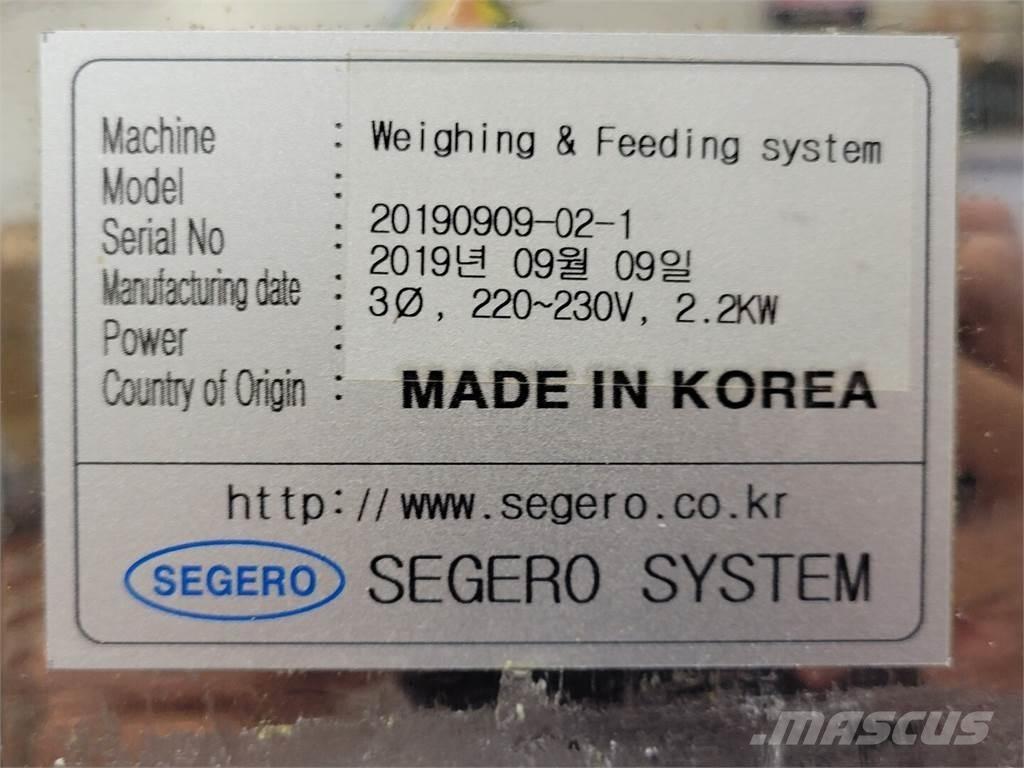 Machine : Weighing & Feeding system
Model :
Serial No : 20190909-02-1
Manufacturing date : 2019년 09월 09일
Power : 3Ø, 220~230V, 2.2KW
Country of Origin : MADE IN KOREA
http://www.segero.co.kr
SEGERO SEGERO SYSTEM
.MASCUS